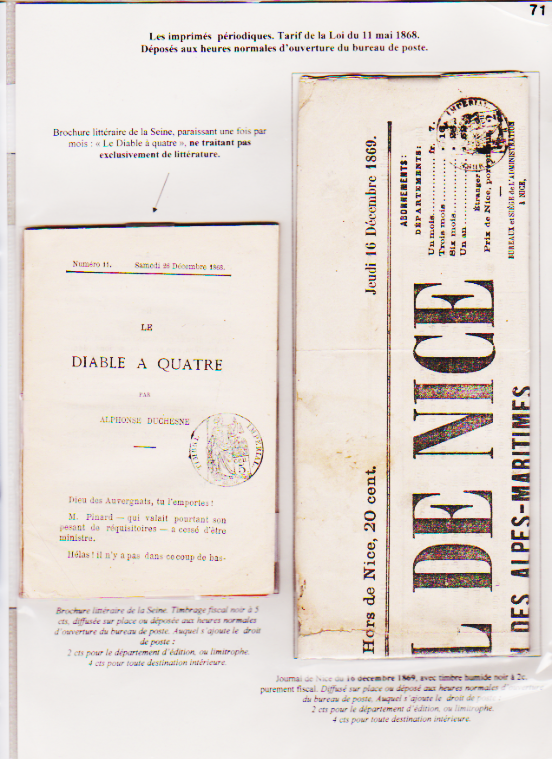 71
Les imprimés périodiques. Tarif de la Loi du 11 mai 1868.
Déposés aux heures normales d'ouverture du bureau de poste.
Brochure littéraire de la Seine, paraissant une fois par
mois : « Le Diable à quatre », ne traitant pas
exclusivement de littérature.
Numéro 11. Samedi 26 Décembre 1868.
LE
DIABLE A QUATRE
PAR
ALPHONSE DUCHESNE
TIMBRE IMPERIAL
5
Dieu des Auvergnats, tu l'emportes !
M. Pinard — qui valait pourtant son
pesant de réquisitoires — a cessé d'être
ministre.
Hélas ! il n'y a pas dans ce coup de bas-
Brochure littéraire de la Seine. Timbrage fiscal noir à 5
cts, diffusée sur place ou déposée aux heures normales
d'ouverture du bureau de poste. Auquel s'ajoute le droit
de poste :
2 cts pour le département d'édition, ou limitrophe.
4 cts pour toute destination intérieure.
Hors de Nice, 20 cent. Jeudi 16 Décembre 1869.
ABONNEMENTS:
DÉPARTEMENTS:
Un mois fr. 7.
Trois mois
Six mois
Un an
Étranger
Prix de Nice, port
BUREAUX et SIÉGE de L'ADMINISTRATION
à NICE,
L DE NICE
DES ALPES-MARITIMES
IMPERIAL
Journal de Nice du 16 décembre 1869, avec timbre humide noir à 2c,
purement fiscal. Diffusé sur place ou déposé aux heures normales
du bureau de poste. Auquel s'ajoute le droit de
2 cts pour le département d'édition, ou limitrophe.
4 cts pour toute destination intérieure.